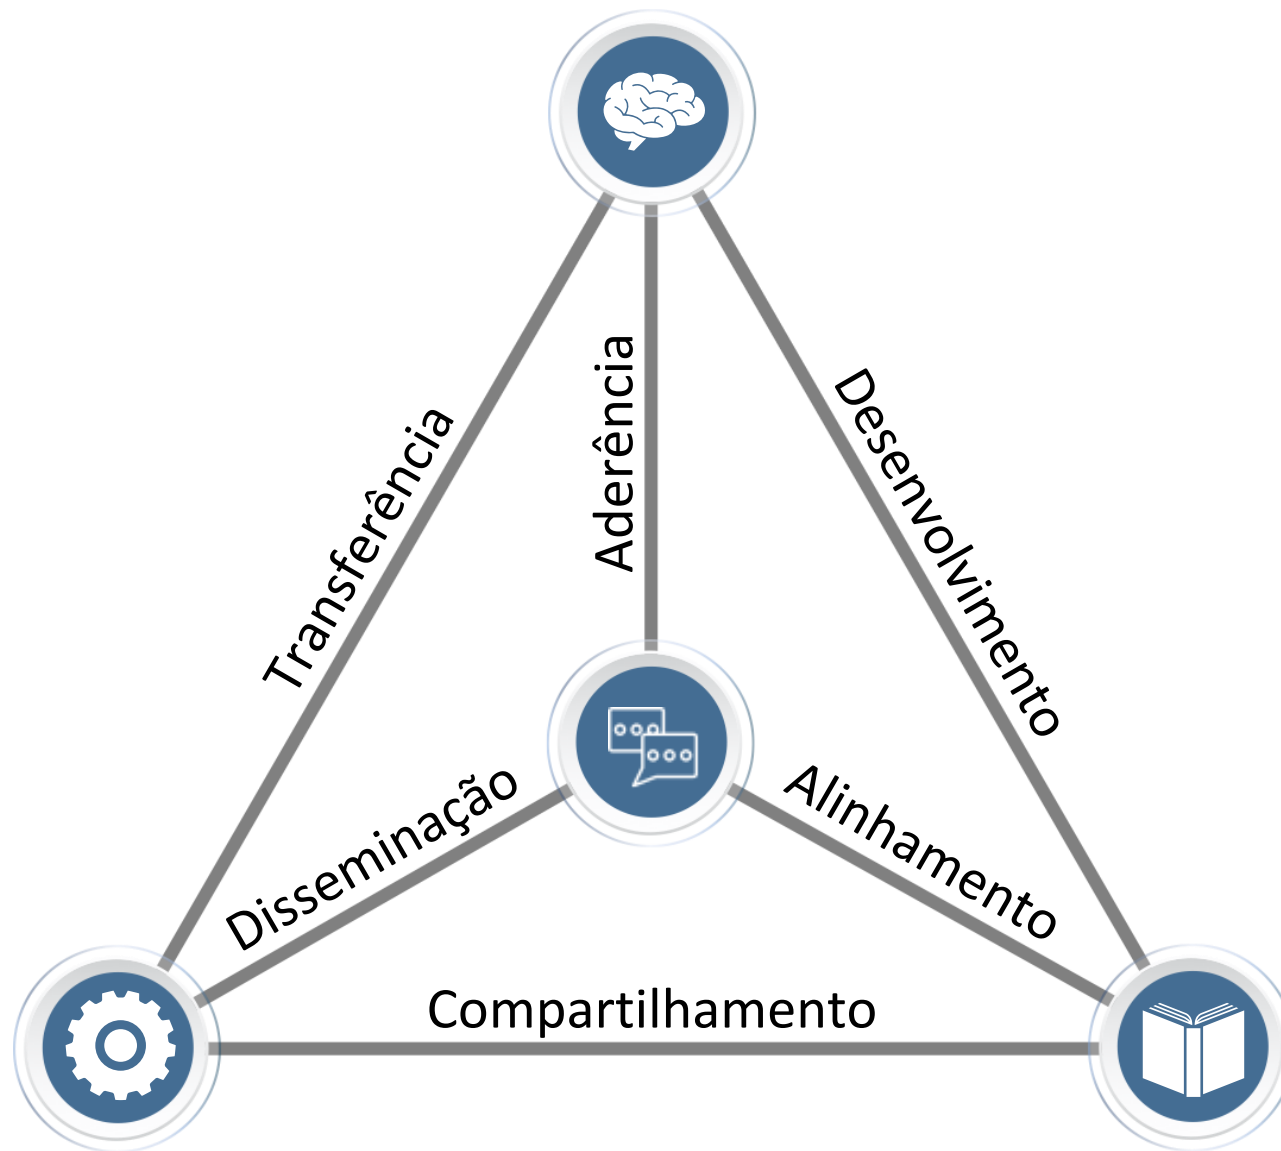 Transferência
Aderência
Desenvolvimento
Disseminação
Alinhamento
Compartilhamento